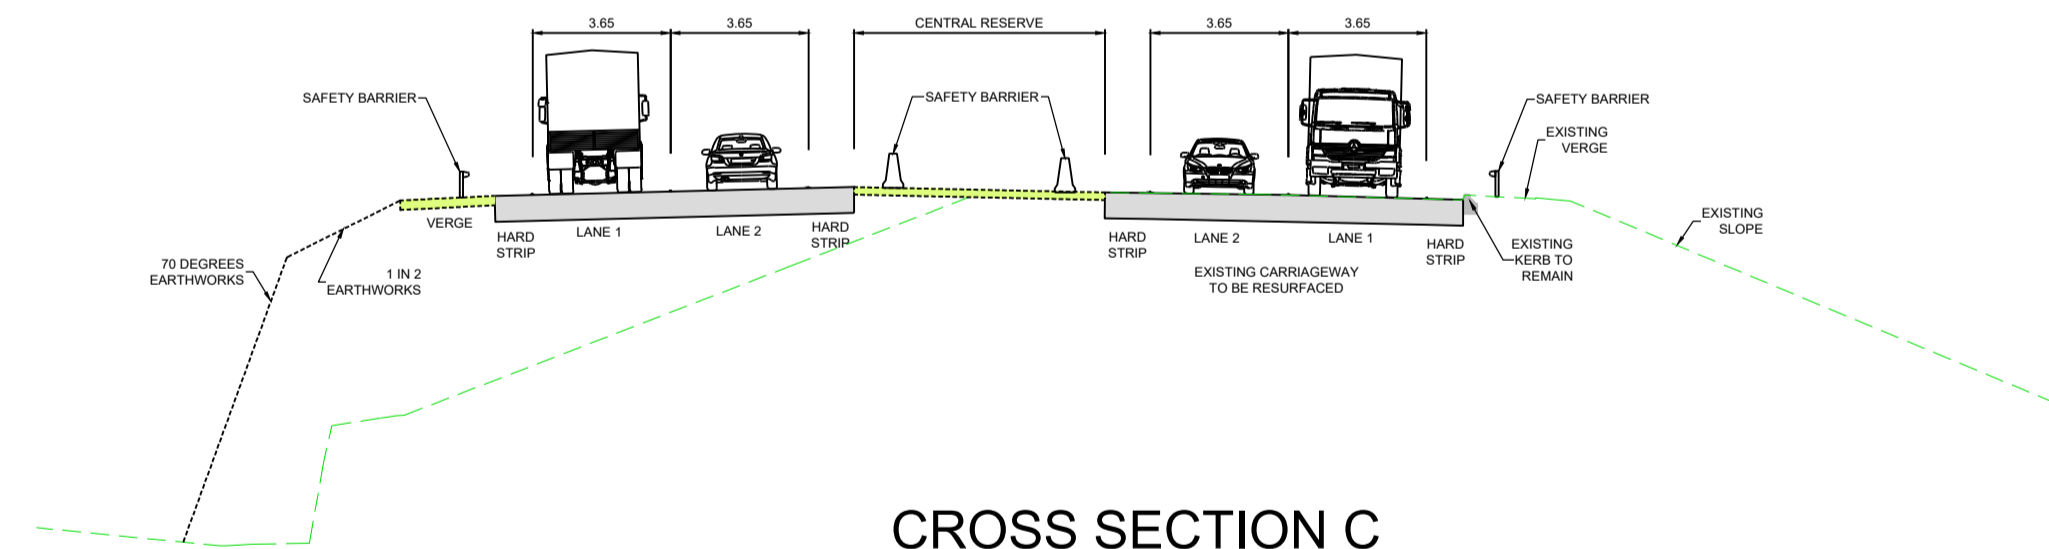 3.65
3.65
CENTRAL RESERVE
3.65
3.65
SAFETY BARRIER
SAFETY BARRIER
SAFETY BARRIER
EXISTING
VERGE
VERGE
HARD
STRIP
LANE 1
LANE 2
HARD
STRIP
HARD
STRIP
LANE 2
LANE 1
HARD
STRIP
EXISTING
SLOPE
EXISTING
KERB TO
REMAIN
70 DEGREES
EARTHWORKS
1 IN 2
EARTHWORKS
EXISTING CARRIAGEWAY
TO BE RESURFACED
CROSS SECTION C